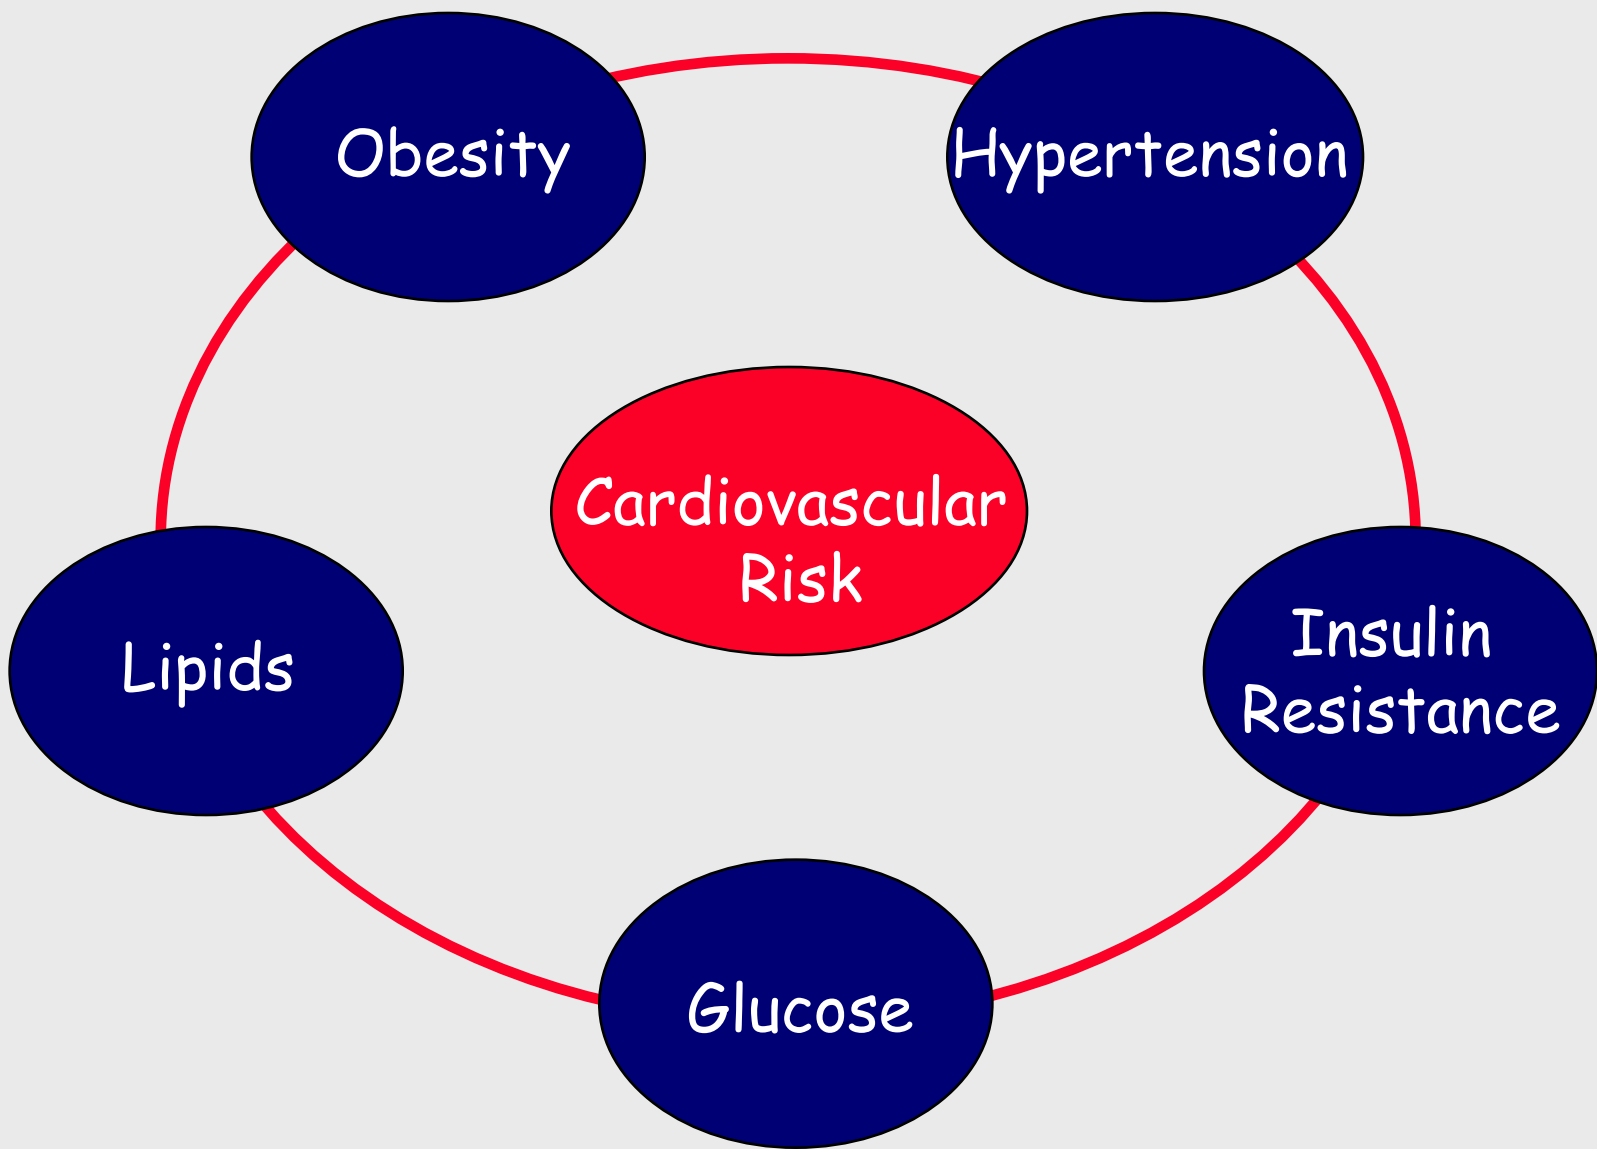 Obesity
Hypertension
Cardiovascular
Risk
Lipids
Insulin
Resistance
Glucose